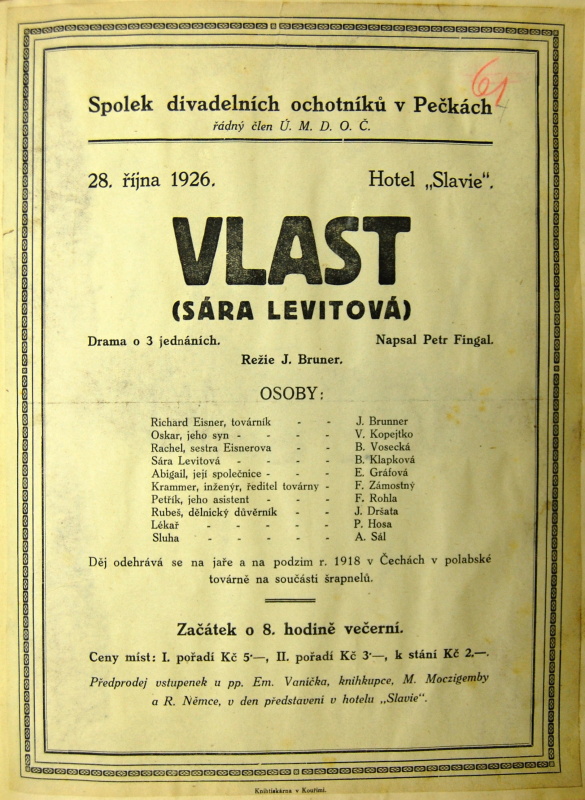 61
Spolek divadelních ochotníků v Pečkách
řádný člen Ú. M. D. O. Č.
28. října 1926. Hotel „Slavie“.
VLAST
(SÁRA LEVITOVÁ)
Drama o 3 jednáních. Napsal Petr Fingal.
Režie J. Bruner.
OSOBY:
Richard Eisner, továrník - - J. Brunner
Oskar, jeho syn - - - - V. Kopejtko
Rachel, sestra Eisnerova - - B. Vosecká
Sára Levitová - - - - B. Klapková
Abigail, její společnice - - - E. Gráfová
Krammer, inženýr, ředitel továrny - F. Zámostný
Petřík, jeho asistent - - - F. Rohla
Rubeš, dělnický důvěrník - - J. Dršata
Lékař - - - - - P. Hosa
Sluha - - - - - A. Sál
Děj odehrává se na jaře a na podzim r. 1918 v Čechách v polabské
továrně na součásti šrapnelů.
Začátek o 8. hodině večerní.
Ceny míst: I. pořadí Kč 5·—, II. pořadí Kč 3·—, k stání Kč 2.—.
Předprodej vstupenek u pp. Em. Vanička, knihkupce, M. Moczigemby
a R. Němce, v den představení v hotelu „Slavie“.
Knihtiskárna v Kouřimi.